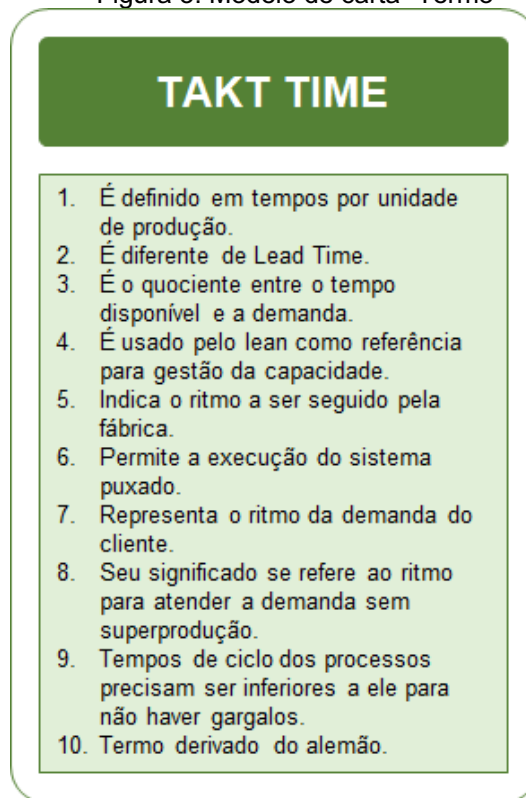 Figura 3: Modelo de carta "Termo"
TAKT TIME
1. É definido em tempos por unidade
de produção.
2. É diferente de Lead Time.
3. É o quociente entre o tempo
disponível e a demanda.
4. É usado pelo lean como referência
para gestão da capacidade.
5. Indica o ritmo a ser seguido pela
fábrica.
6. Permite a execução do sistema
puxado.
7. Representa o ritmo da demanda do
cliente.
8. Seu significado se refere ao ritmo
para atender a demanda sem
superprodução.
9. Tempos de ciclo dos processos
precisam ser inferiores a ele para
não haver gargalos.
10. Termo derivado do alemão.